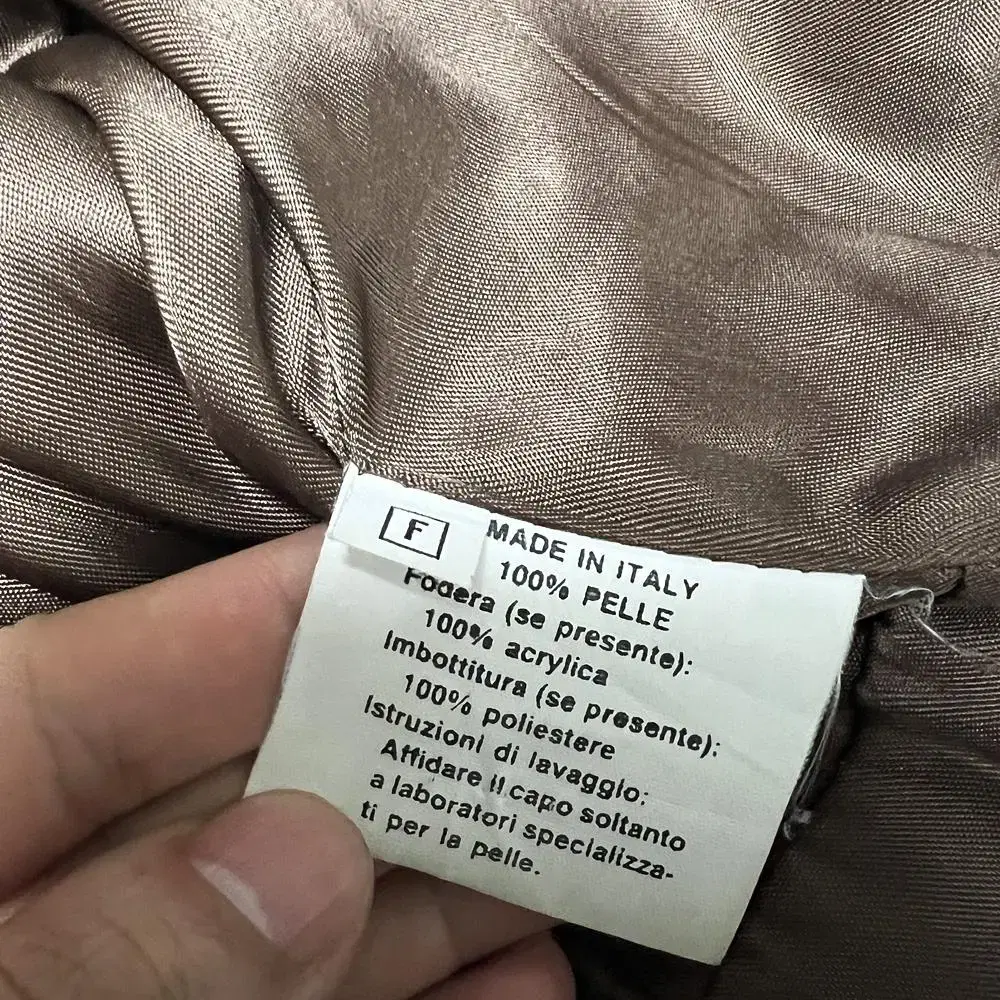 F
MADE IN ITALY
100% PELLE
Fodera (se presente):
100% acrylica
Imbottitura (se presente):
100% poliestere
Istruzioni di lavaggio:
Affidare il capo soltanto
a laboratori specializza-
ti per la pelle.